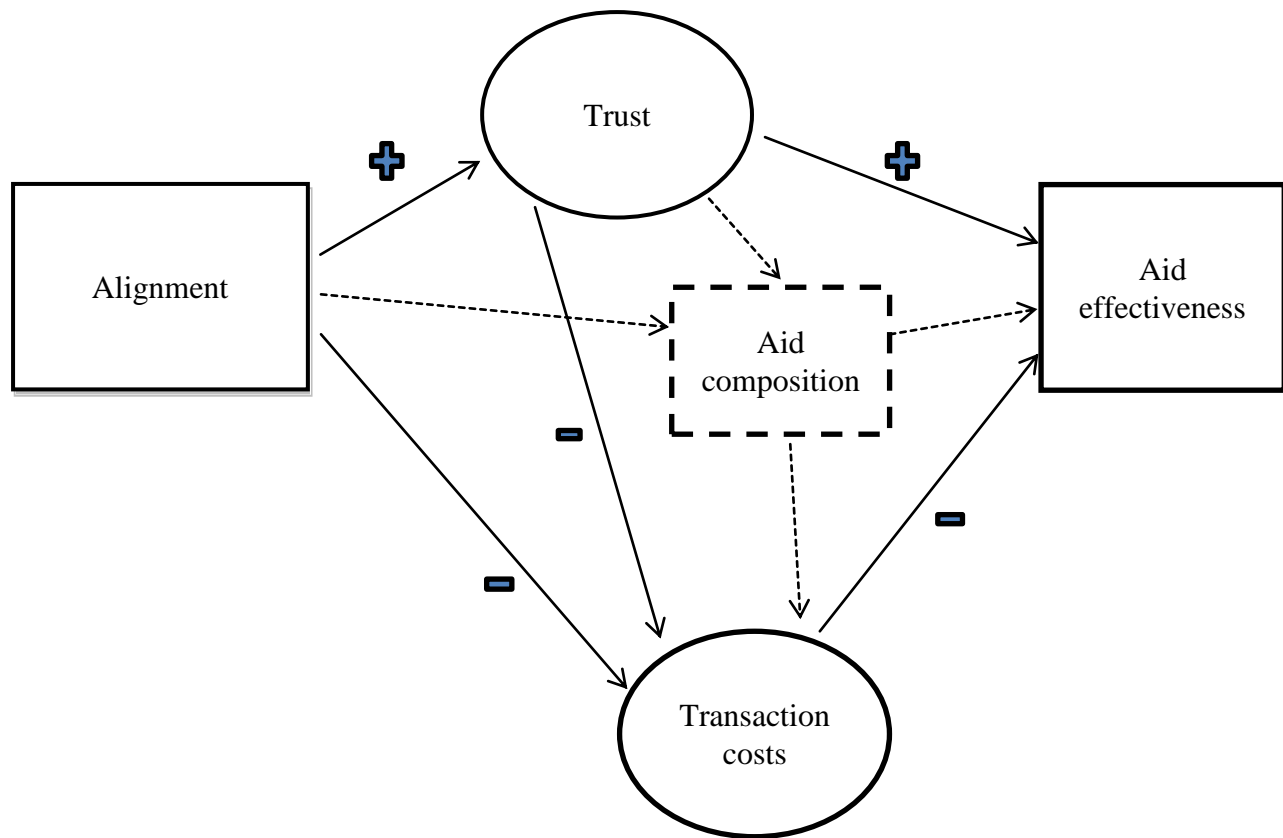 Trust
Alignment
Aid
effectiveness
Aid
composition
Transaction
costs